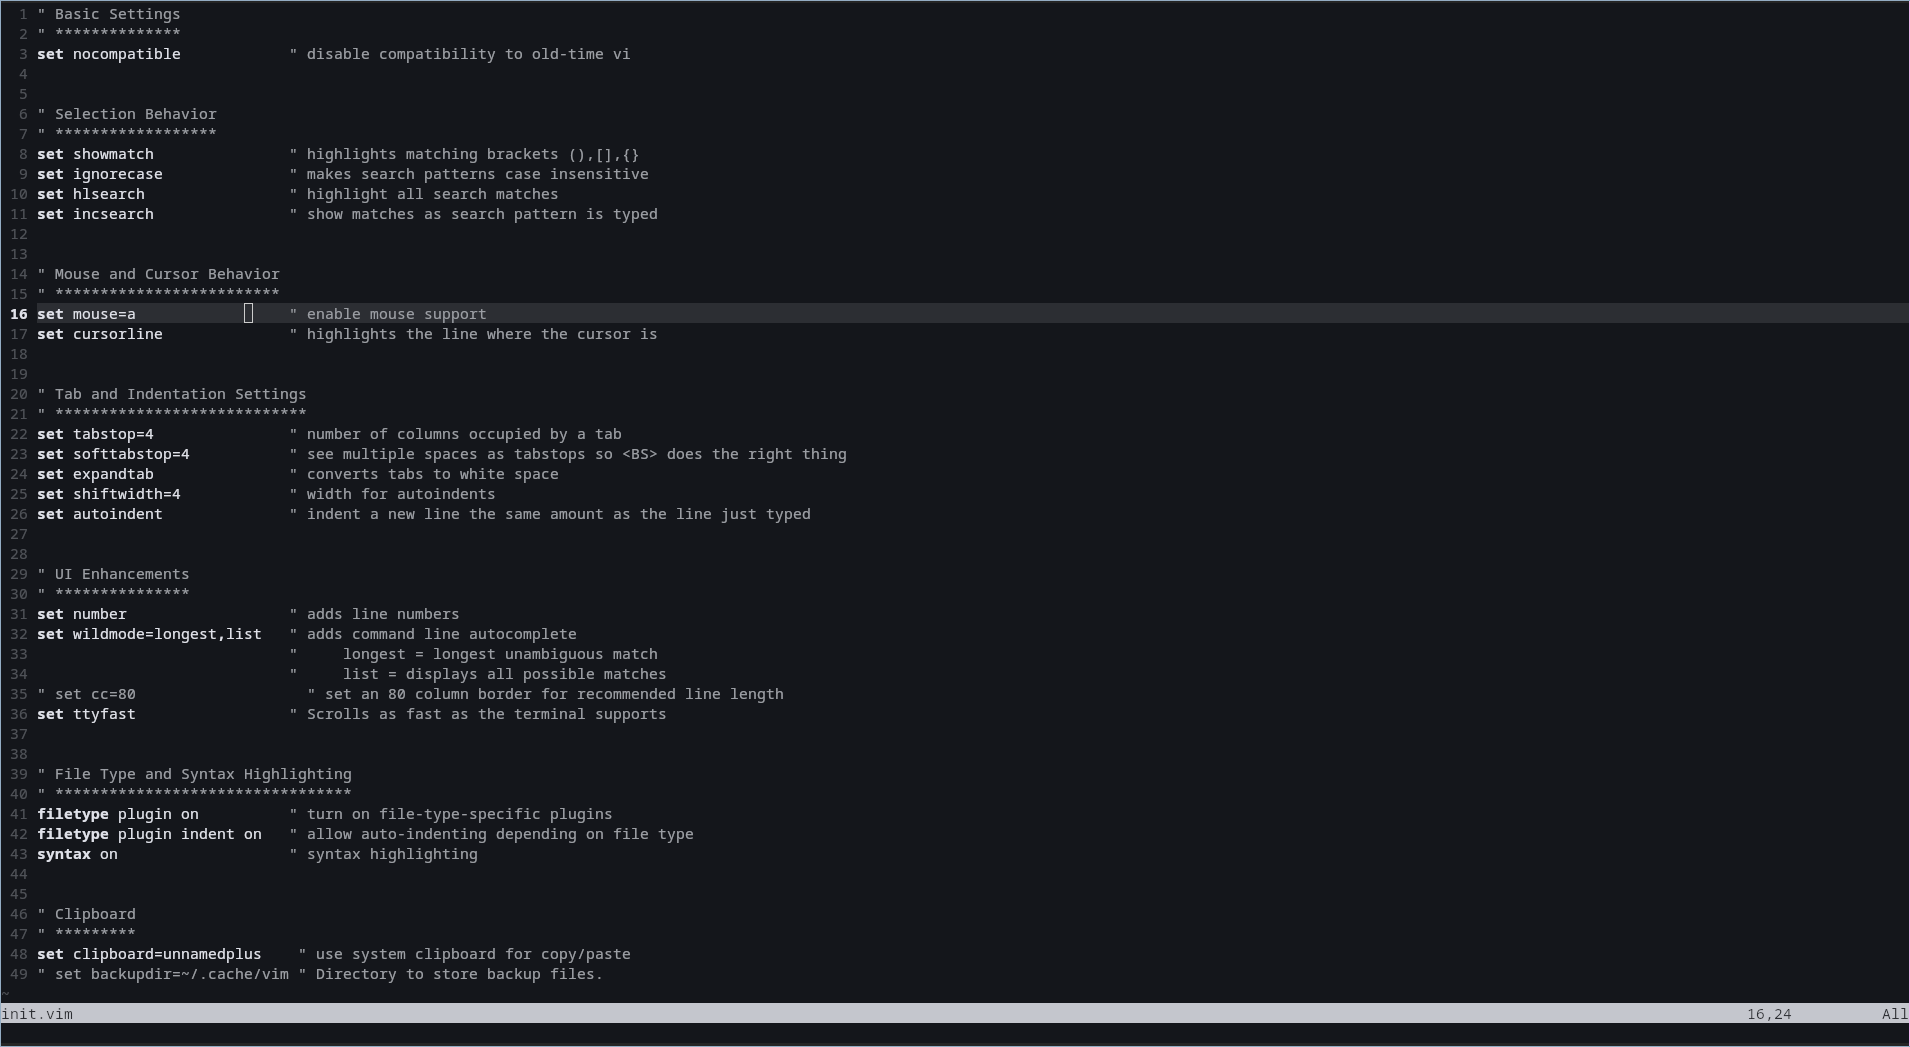 1 " Basic Settings
2 " **************
3 set nocompatible            " disable compatibility to old-time vi
4
5
6 " Selection Behavior
7 " ******************
8 set showmatch               " highlights matching brackets (),[],{}
9 set ignorecase              " makes search patterns case insensitive
10 set hlsearch                " highlight all search matches
11 set incsearch               " show matches as search pattern is typed
12
13
14 " Mouse and Cursor Behavior
15 " *************************
16 set mouse=a                 " enable mouse support
17 set cursorline              " highlights the line where the cursor is
18
19
20 " Tab and Indentation Settings
21 " ****************************
22 set tabstop=4               " number of columns occupied by a tab
23 set softtabstop=4           " see multiple spaces as tabstops so <BS> does the right thing
24 set expandtab               " converts tabs to white space
25 set shiftwidth=4            " width for autoindents
26 set autoindent              " indent a new line the same amount as the line just typed
27
28
29 " UI Enhancements
30 " ***************
31 set number                  " adds line numbers
32 set wildmode=longest,list   " adds command line autocomplete
33                             "     longest = longest unambiguous match
34                             "     list = displays all possible matches
35 " set cc=80                   " set an 80 column border for recommended line length
36 set ttyfast                 " Scrolls as fast as the terminal supports
37
38
39 " File Type and Syntax Highlighting
40 " *********************************
41 filetype plugin on          " turn on file-type-specific plugins
42 filetype plugin indent on   " allow auto-indenting depending on file type
43 syntax on                   " syntax highlighting
44
45
46 " Clipboard
47 " *********
48 set clipboard=unnamedplus    " use system clipboard for copy/paste
49 " set backupdir=~/.cache/vim " Directory to store backup files.
~
init.vim 16,24 All